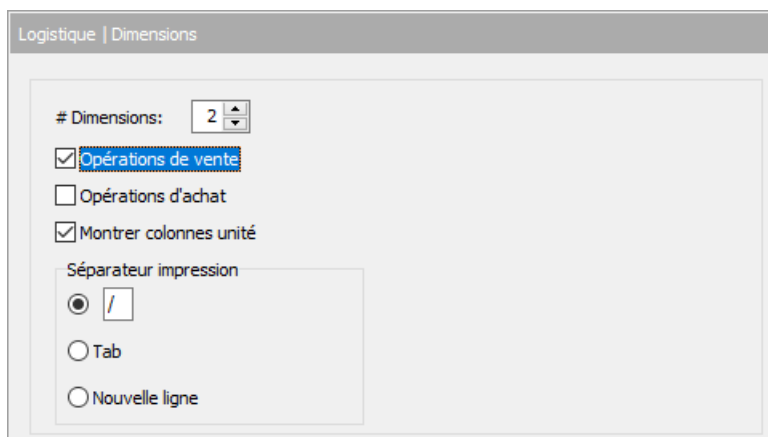 Logistique | Dimensions
# Dimensions: 2
Opérations de vente
Opérations d'achat
Montrer colonnes unité
Séparateur impression
/
Tab
Nouvelle ligne